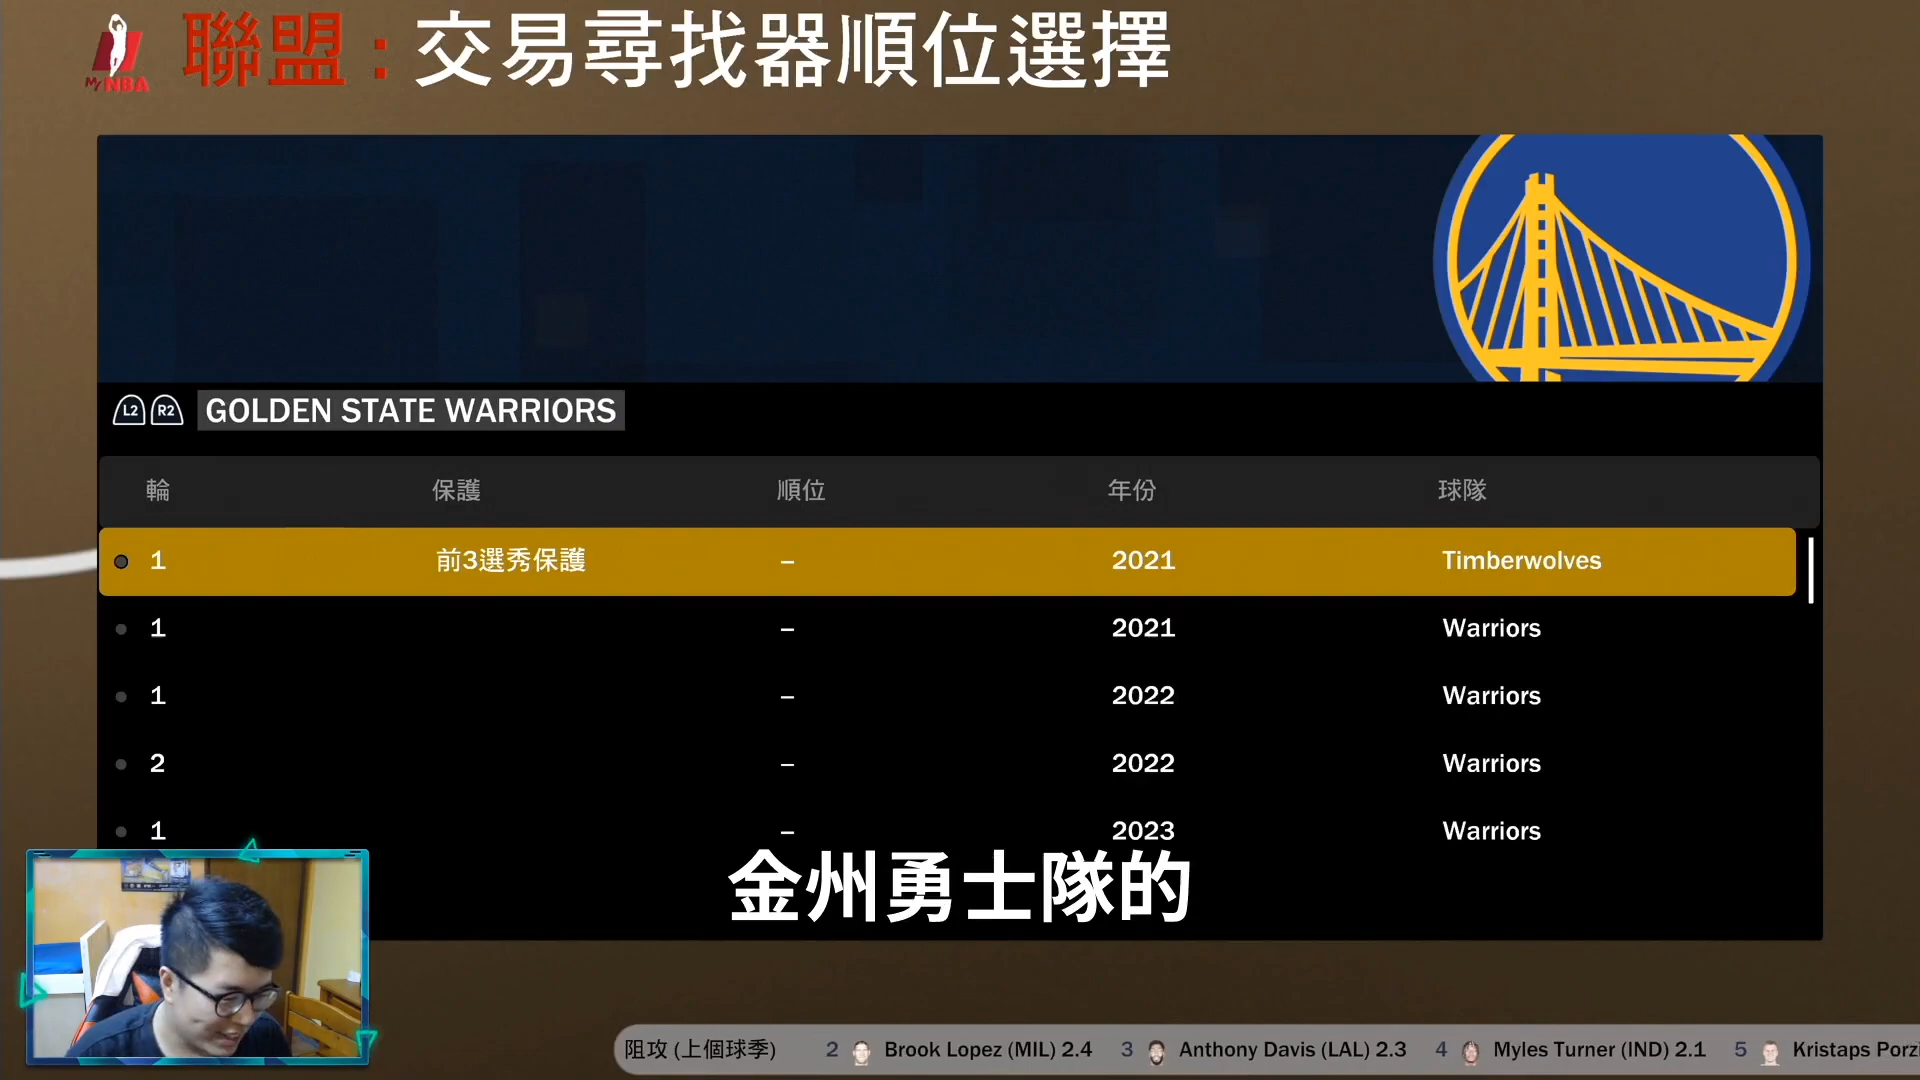 My NBA
聯盟：交易尋找器順位選擇
L2 R2 GOLDEN STATE WARRIORS
輪 保護 順位 年份 球隊
1 前3選秀保護 – 2021 Timberwolves
1 – 2021 Warriors
1 – 2022 Warriors
2 – 2022 Warriors
1 – 2023 Warriors
金州勇士隊的
阻攻 (上個球季) 2 Brook Lopez (MIL) 2.4 3 Anthony Davis (LAL) 2.3 4 Myles Turner (IND) 2.1 5 Kristaps Porzi